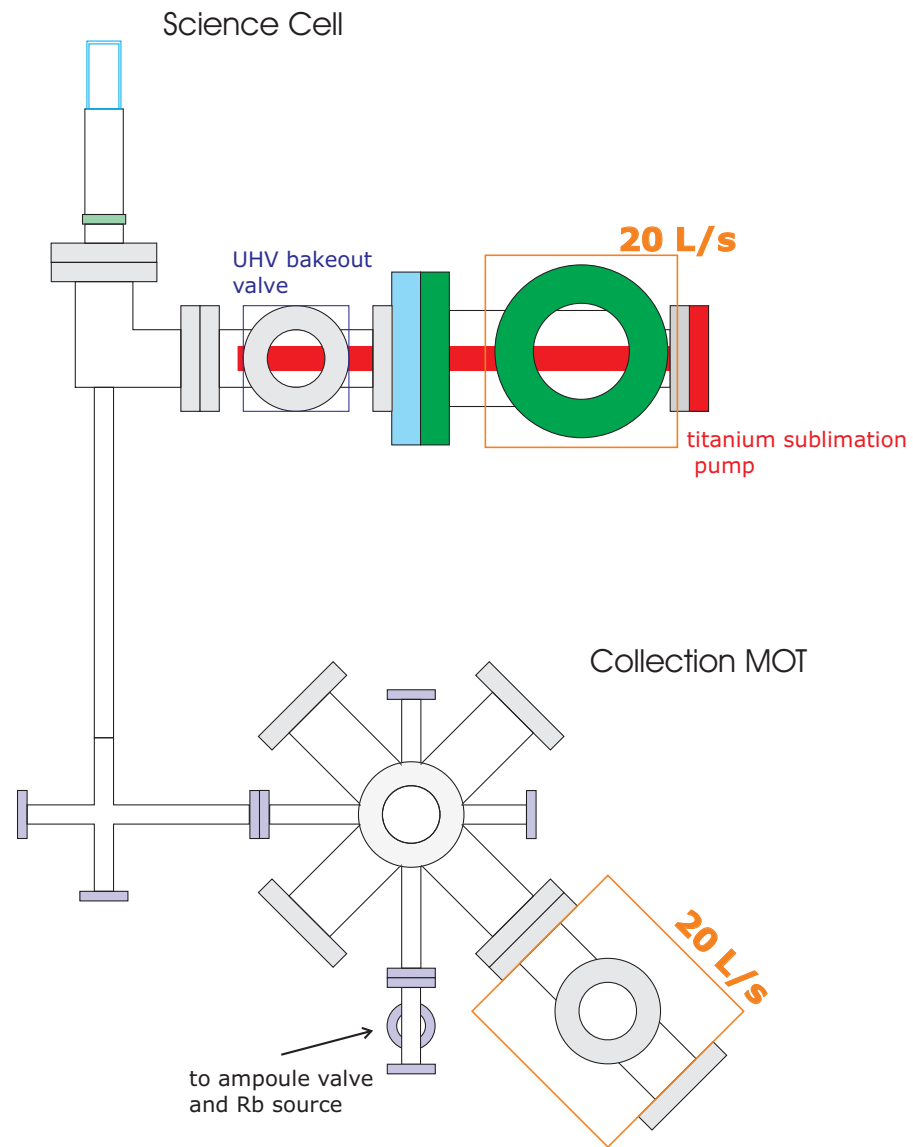 Science Cell
20 L/s
UHV bakeout
valve
titanium sublimation
pump
Collection MOT
20 L/s
to ampoule valve
and Rb source